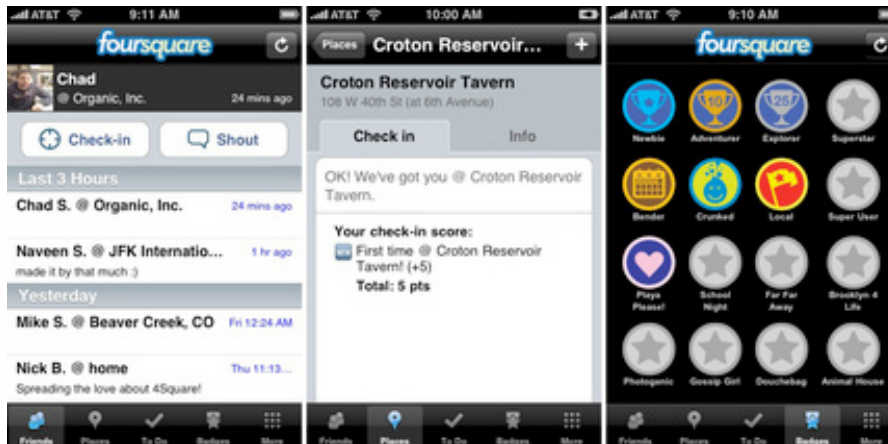 AT&T 9:11 AM
foursquare
Chad
@ Organic, Inc. 24 mins ago
Check-in Shout
Last 3 Hours
Chad S. @ Organic, Inc. 24 mins ago
Naveen S. @ JFK Internatio... 1 hr ago
made it by that much :)
Yesterday
Mike S. @ Beaver Creek, CO Fri 12:24 AM
Nick B. @ home Thu 11:13...
Spreading the love about 4Square!
Friends Places To Do Badges More
AT&T 10:00 AM
Places Croton Reservoir... +
Croton Reservoir Tavern
108 W 40th St (at 6th Avenue)
Check in Info
OK! We've got you @ Croton Reservoir
Tavern.
Your check-in score:
First time @ Croton Reservoir
Tavern! (+5)
Total: 5 pts
Friends Places To Do Badges More
AT&T 9:10 AM
foursquare
10 25
Newbie Adventurer Explorer Superstar
Bender Crunked Local Super User
Playa
Please!
School
Night
Far Far
Away
Brooklyn 4
Life
Photogenic Gossip Girl Douchebag Animal House
Friends Places To Do Badges More